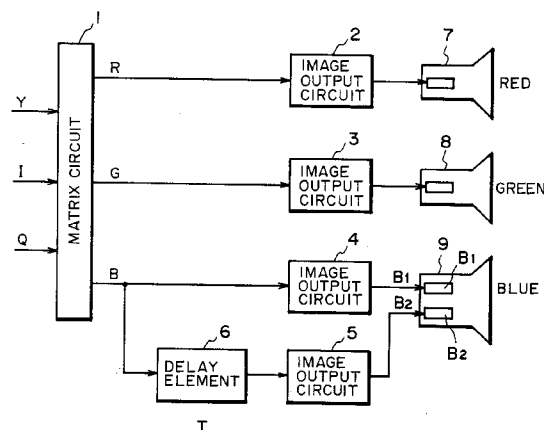 1
2
7
R
IMAGE
OUTPUT
CIRCUIT
RED
Y
3
8
I
MATRIX CIRCUIT
G
IMAGE
OUTPUT
CIRCUIT
GREEN
Q
4
9
B
IMAGE
OUTPUT
CIRCUIT
B1
B1
BLUE
B2
6
5
B2
DELAY
ELEMENT
IMAGE
OUTPUT
CIRCUIT
T